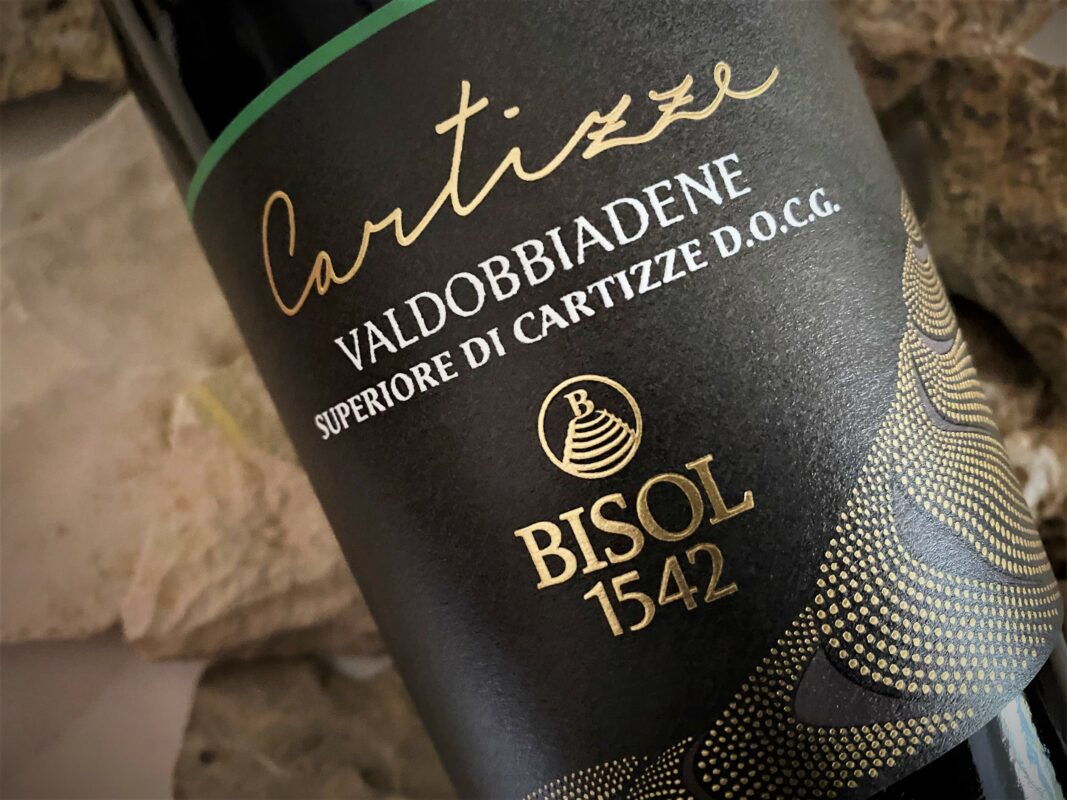 Cartizze
VALDOBBIADENE
SUPERIORE DI CARTIZZE D.O.C.G.
B
BISOL
1542